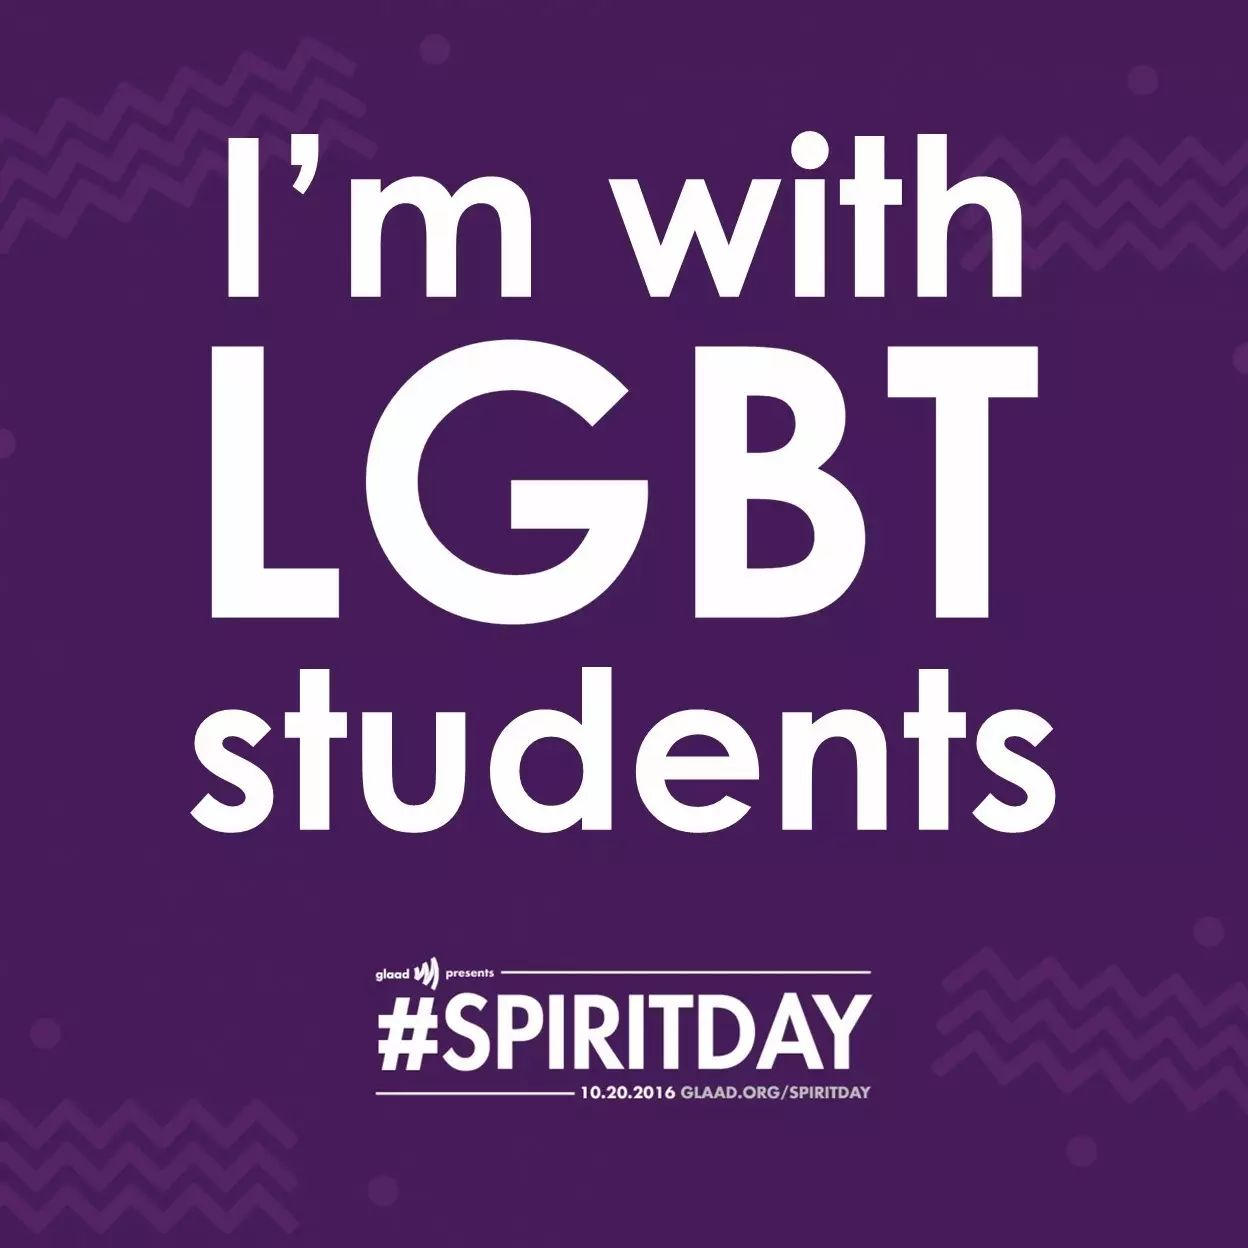 I’m with
LGBT
students
glaad presents
#SPIRITDAY
10.20.2016 GLAAD.ORG/SPIRITDAY